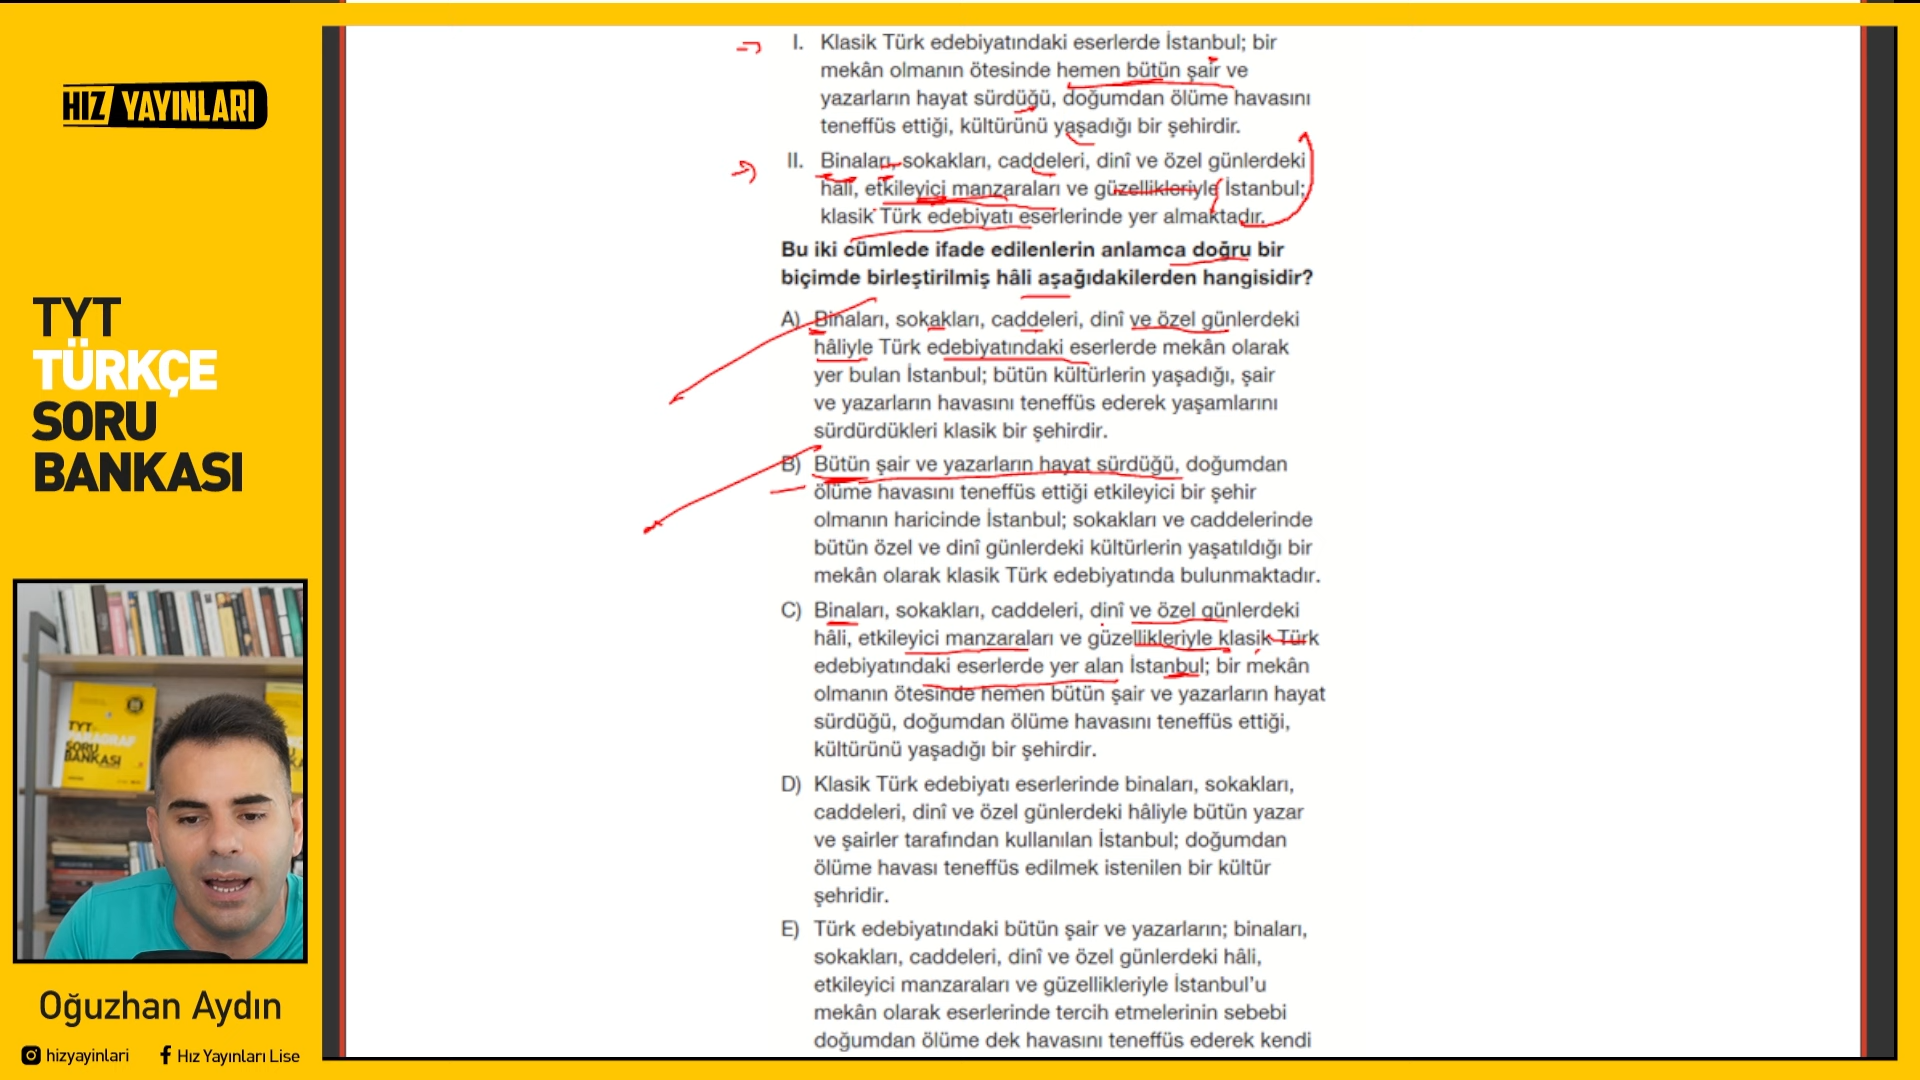 HIZ YAYINLARI
TYT
TÜRKÇE
SORU
BANKASI
TYT
PARAGRAF
SORU
BANKASI
Oğuzhan Aydın
hizyayinlari
Hız Yayınları Lise
I. Klasik Türk edebiyatındaki eserlerde İstanbul; bir
mekân olmanın ötesinde hemen bütün şair ve
yazarların hayat sürdüğü, doğumdan ölüme havasını
teneffüs ettiği, kültürünü yaşadığı bir şehirdir.
II. Binaları, sokakları, caddeleri, dinî ve özel günlerdeki
hâli, etkileyici manzaraları ve güzellikleriyle İstanbul;
klasik Türk edebiyatı eserlerinde yer almaktadır.
Bu iki cümlede ifade edilenlerin anlamca doğru bir
biçimde birleştirilmiş hâli aşağıdakilerden hangisidir?
A) Binaları, sokakları, caddeleri, dinî ve özel günlerdeki
hâliyle Türk edebiyatındaki eserlerde mekân olarak
yer bulan İstanbul; bütün kültürlerin yaşadığı, şair
ve yazarların havasını teneffüs ederek yaşamlarını
sürdürdükleri klasik bir şehirdir.
B) Bütün şair ve yazarların hayat sürdüğü, doğumdan
ölüme havasını teneffüs ettiği etkileyici bir şehir
olmanın haricinde İstanbul; sokakları ve caddelerinde
bütün özel ve dinî günlerdeki kültürlerin yaşatıldığı bir
mekân olarak klasik Türk edebiyatında bulunmaktadır.
C) Binaları, sokakları, caddeleri, dinî ve özel günlerdeki
hâli, etkileyici manzaraları ve güzellikleriyle klasik Türk
edebiyatındaki eserlerde yer alan İstanbul; bir mekân
olmanın ötesinde hemen bütün şair ve yazarların hayat
sürdüğü, doğumdan ölüme havasını teneffüs ettiği,
kültürünü yaşadığı bir şehirdir.
D) Klasik Türk edebiyatı eserlerinde binaları, sokakları,
caddeleri, dinî ve özel günlerdeki hâliyle bütün yazar
ve şairler tarafından kullanılan İstanbul; doğumdan
ölüme havası teneffüs edilmek istenilen bir kültür
şehridir.
E) Türk edebiyatındaki bütün şair ve yazarların; binaları,
sokakları, caddeleri, dinî ve özel günlerdeki hâli,
etkileyici manzaraları ve güzellikleriyle İstanbul’u
mekân olarak eserlerinde tercih etmelerinin sebebi
doğumdan ölüme dek havasını teneffüs ederek kendi